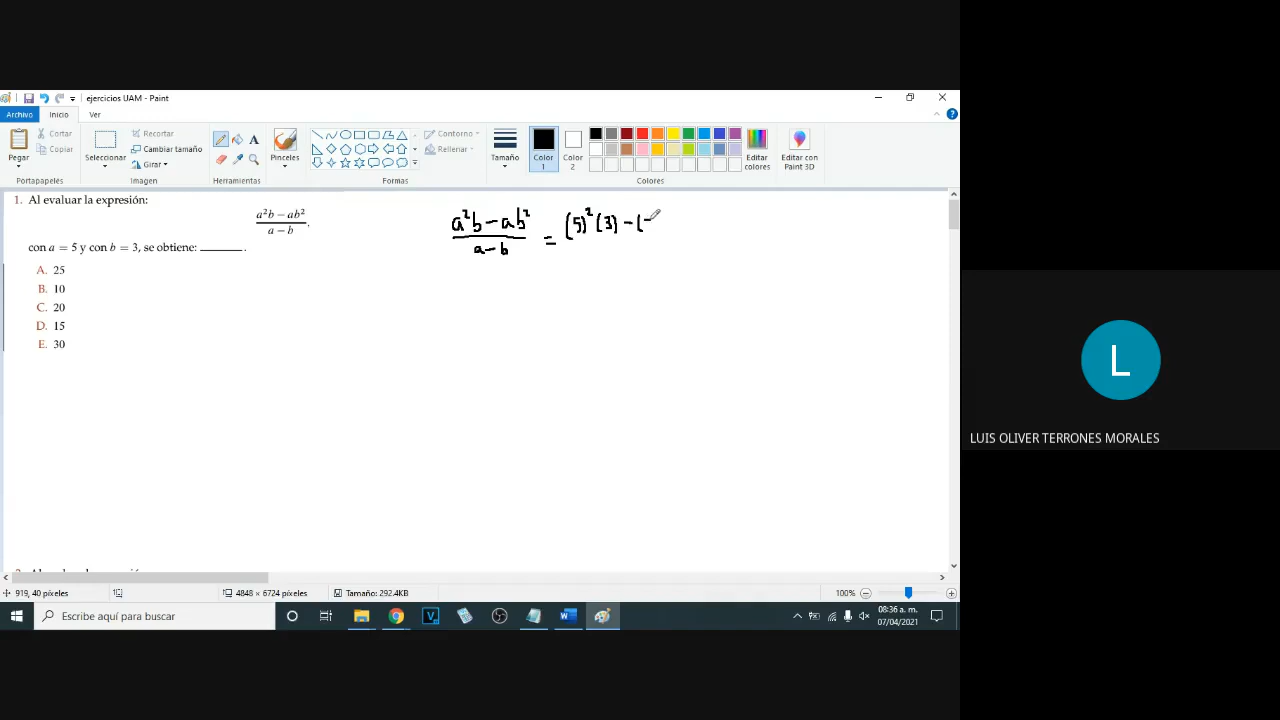 ejercicios UAM - Paint
Archivo Inicio Ver
Pegar
Cortar
Copiar
Portapapeles
Seleccionar
Recortar
Cambiar tamaño
Girar
Imagen
A
Herramientas
Pinceles
Contorno
Rellenar
Formas
Tamaño
Color 1
Color 2
Editar colores
Editar con Paint 3D
Colores
1. Al evaluar la expresión:
a²b − ab²
a − b
.
con a = 5 y con b = 3, se obtiene: ______ .
A. 25
B. 10
C. 20
D. 15
E. 30
a²b − ab²
a − b
= (5)² (3) − (
L
LUIS OLIVER TERRONES MORALES
919, 40 píxeles
4848 × 6724 píxeles
Tamaño: 292.4KB
100%
Escribe aquí para buscar
08:36 a. m.
07/04/2021